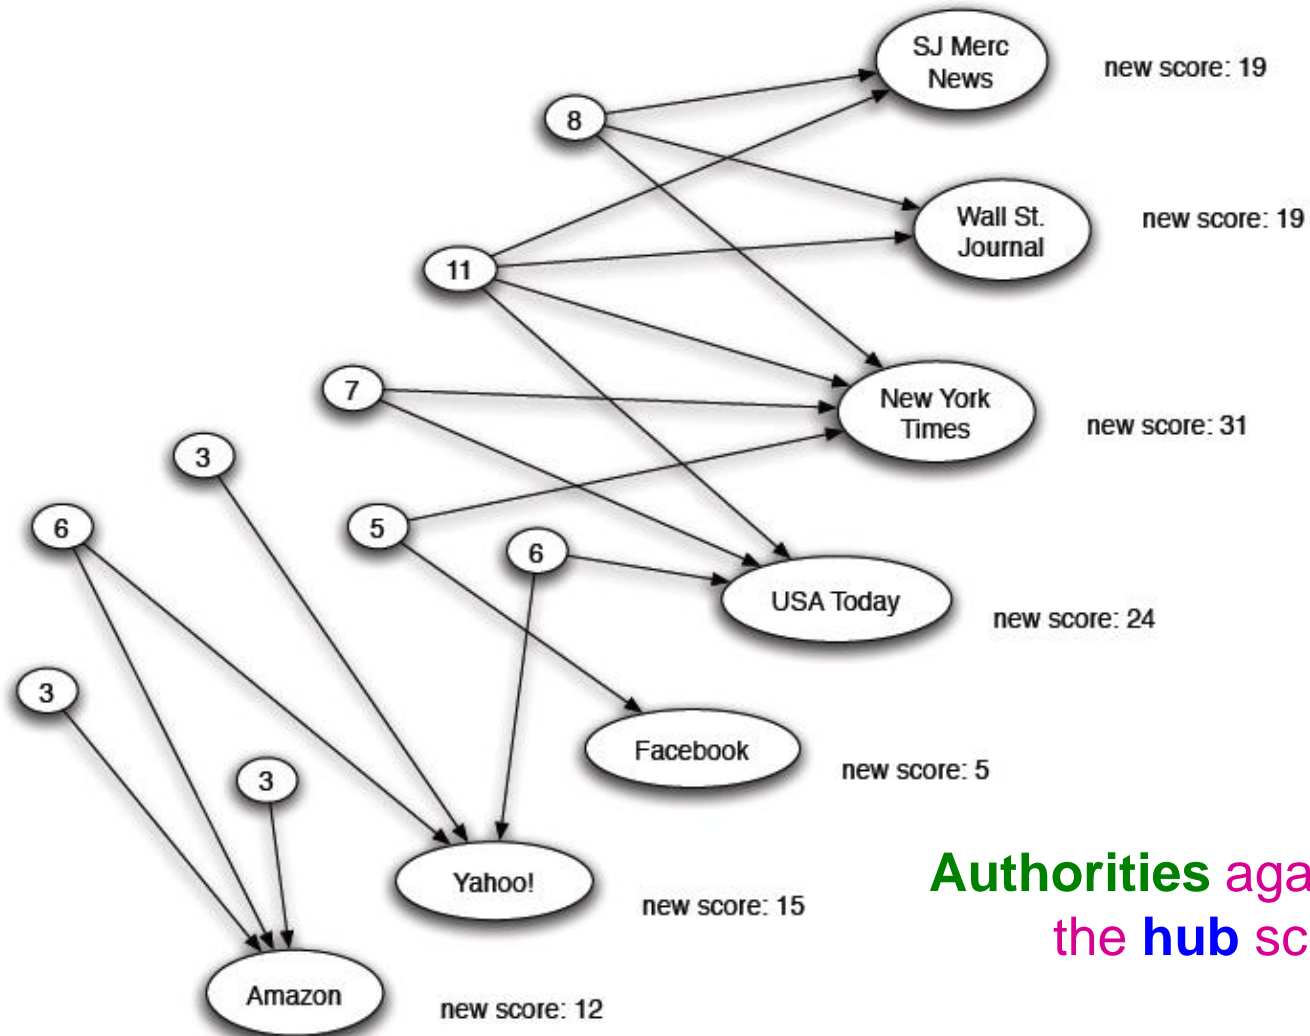 SJ Merc
News
new score: 19
8
Wall St.
Journal
new score: 19
11
7
New York
Times
new score: 31
3
6
5
6
USA Today
new score: 24
3
Facebook
new score: 5
3
Yahoo!
new score: 15
Authorities aga
the hub sc
Amazon
new score: 12